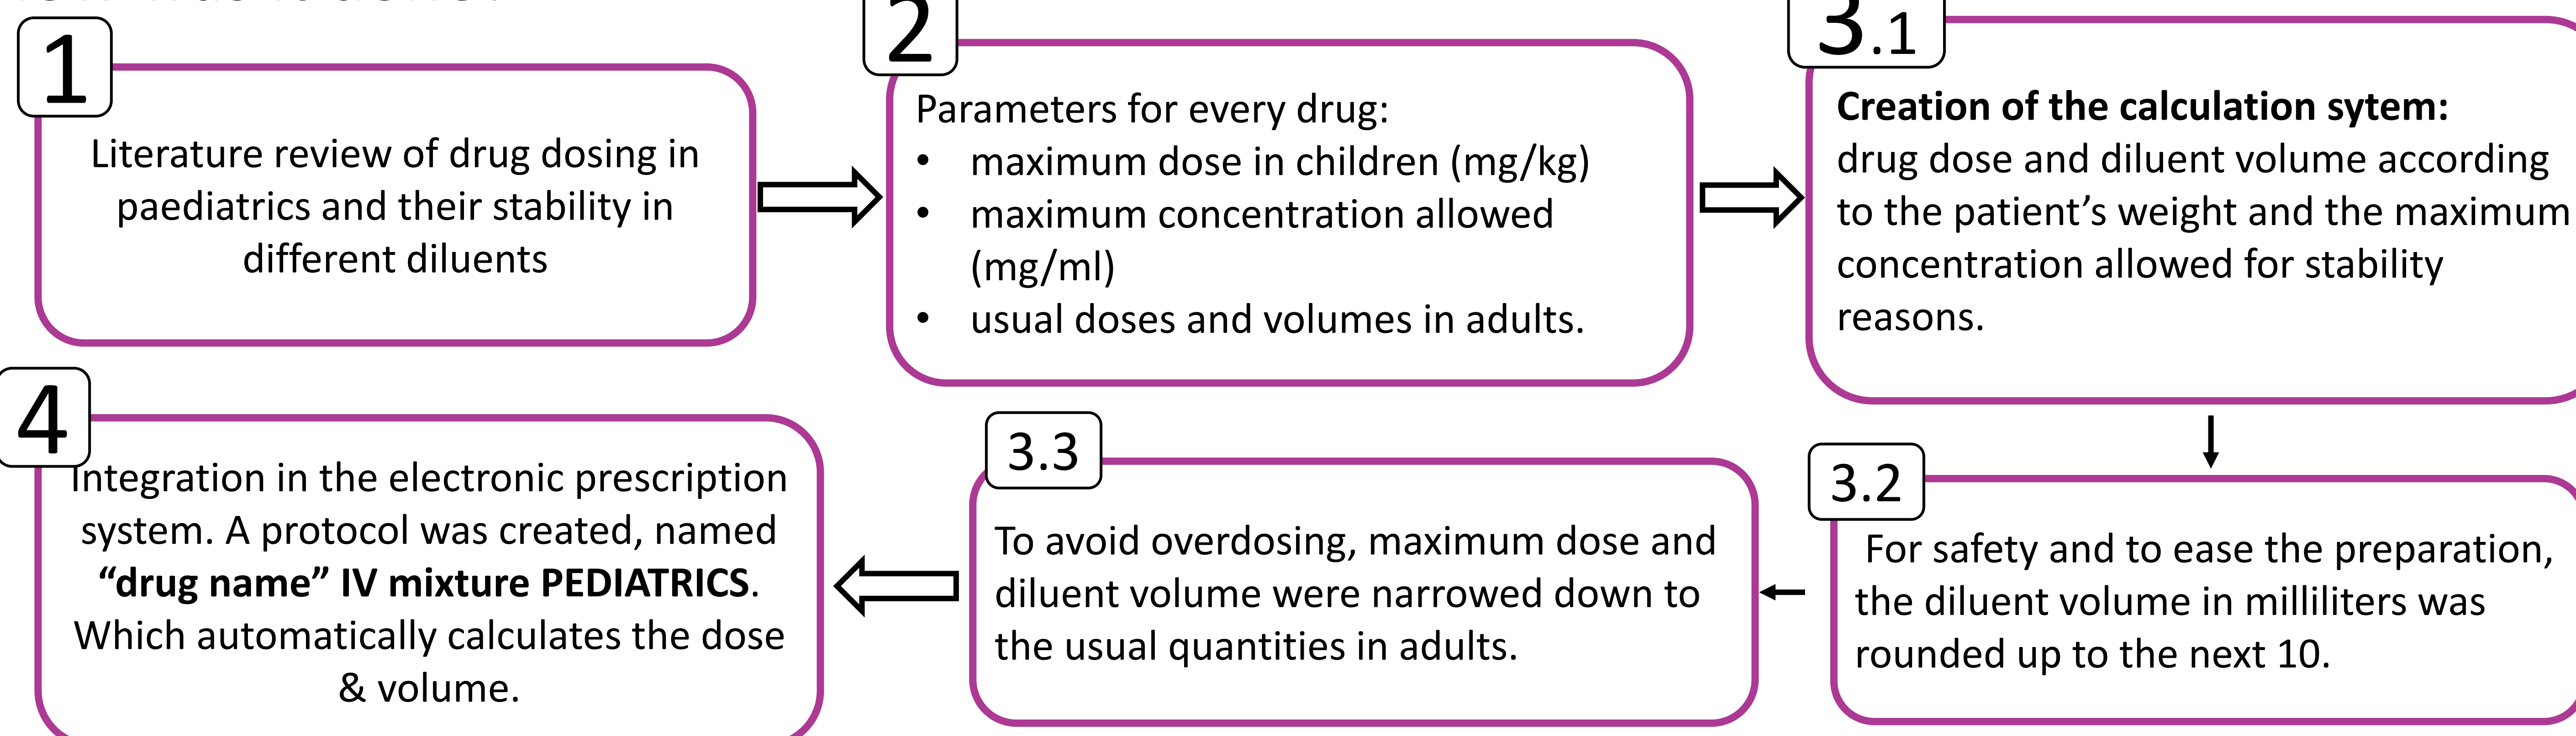 1
Literature review of drug dosing in
paediatrics and their stability in
different diluents
2
Parameters for every drug:
• maximum dose in children (mg/kg)
• maximum concentration allowed
(mg/ml)
• usual doses and volumes in adults.
3.1
Creation of the calculation sytem:
drug dose and diluent volume according
to the patient’s weight and the maximum
concentration allowed for stability
reasons.
3.2
For safety and to ease the preparation,
the diluent volume in milliliters was
rounded up to the next 10.
3.3
To avoid overdosing, maximum dose and
diluent volume were narrowed down to
the usual quantities in adults.
4
Integration in the electronic prescription
system. A protocol was created, named
“drug name” IV mixture PEDIATRICS.
Which automatically calculates the dose
& volume.